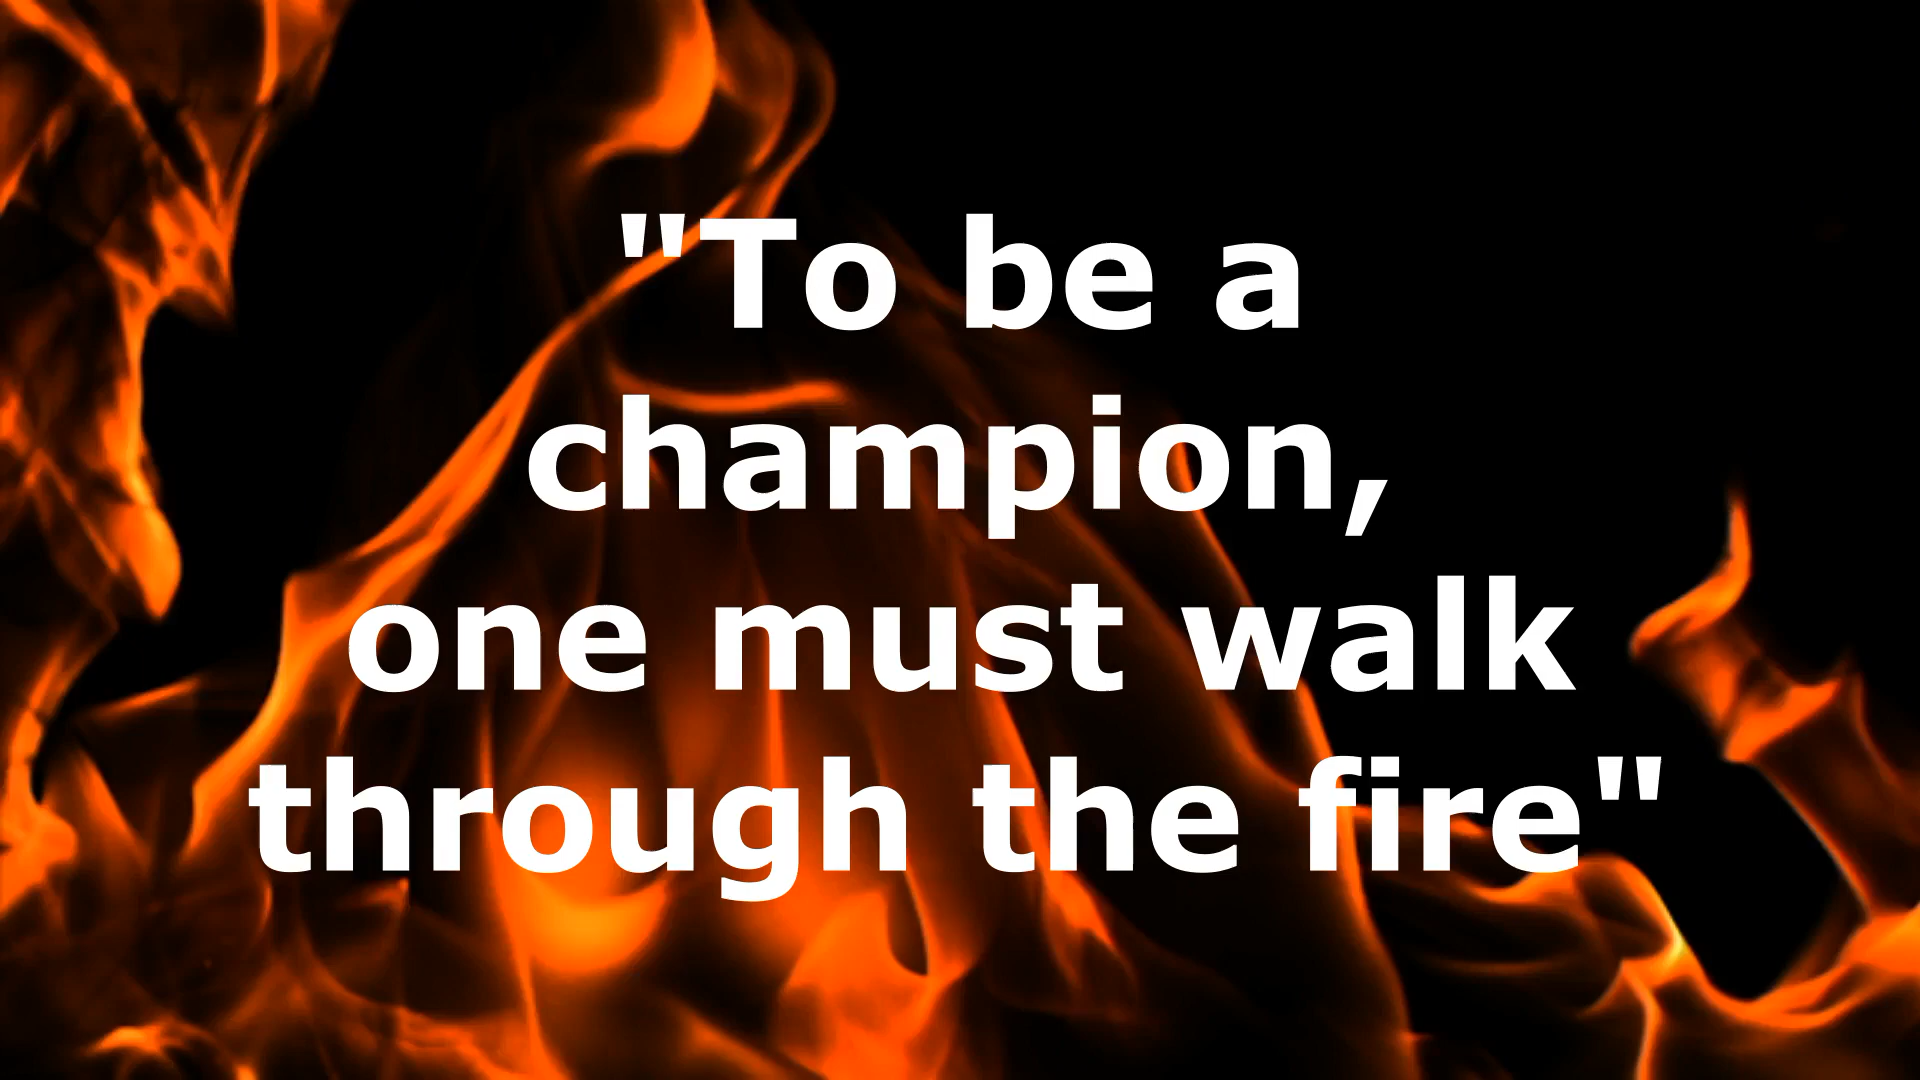 "To be a
champion,
one must walk
through the fire"